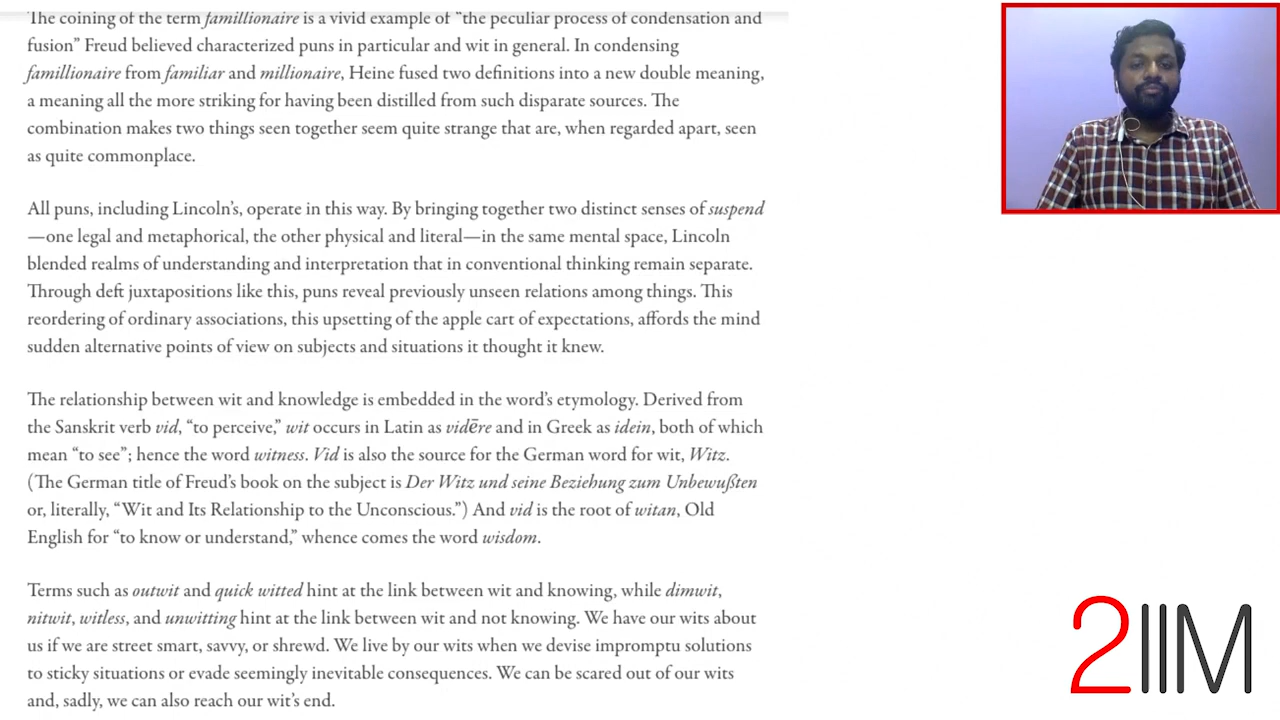 The coining of the term famillionaire is a vivid example of “the peculiar process of condensation and
fusion” Freud believed characterized puns in particular and wit in general. In condensing
famillionaire from familiar and millionaire, Heine fused two definitions into a new double meaning,
a meaning all the more striking for having been distilled from such disparate sources. The
combination makes two things seen together seem quite strange that are, when regarded apart, seen
as quite commonplace.
All puns, including Lincoln’s, operate in this way. By bringing together two distinct senses of suspend
—one legal and metaphorical, the other physical and literal—in the same mental space, Lincoln
blended realms of understanding and interpretation that in conventional thinking remain separate.
Through deft juxtapositions like this, puns reveal previously unseen relations among things. This
reordering of ordinary associations, this upsetting of the apple cart of expectations, affords the mind
sudden alternative points of view on subjects and situations it thought it knew.
The relationship between wit and knowledge is embedded in the word’s etymology. Derived from
the Sanskrit verb vid, “to perceive,” wit occurs in Latin as vidēre and in Greek as idein, both of which
mean “to see”; hence the word witness. Vid is also the source for the German word for wit, Witz.
(The German title of Freud’s book on the subject is Der Witz und seine Beziehung zum Unbewußten
or, literally, “Wit and Its Relationship to the Unconscious.”) And vid is the root of witan, Old
English for “to know or understand,” whence comes the word wisdom.
Terms such as outwit and quick witted hint at the link between wit and knowing, while dimwit,
nitwit, witless, and unwitting hint at the link between wit and not knowing. We have our wits about
us if we are street smart, savvy, or shrewd. We live by our wits when we devise impromptu solutions
to sticky situations or evade seemingly inevitable consequences. We can be scared out of our wits
and, sadly, we can also reach our wit’s end.
2IIM